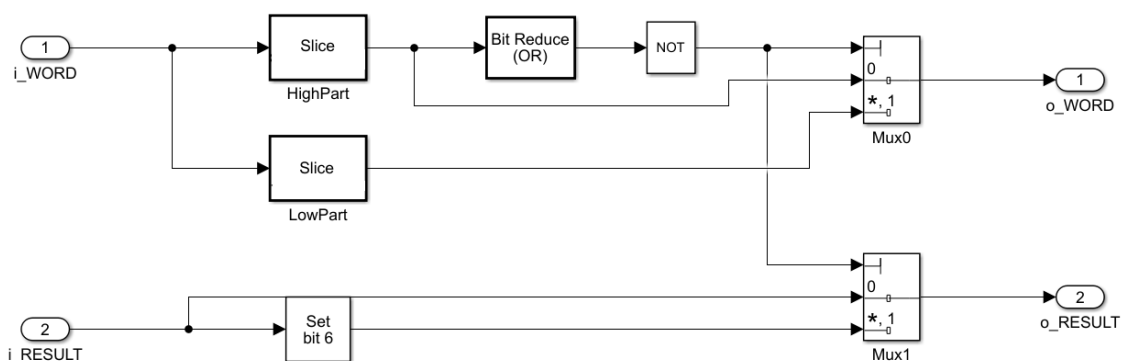 1
i_WORD
Slice
HighPart
Bit Reduce
(OR)
NOT
0
*, 1
Mux0
1
o_WORD
Slice
LowPart
2
i_RESULT
Set
bit 6
0
*, 1
Mux1
2
o_RESULT